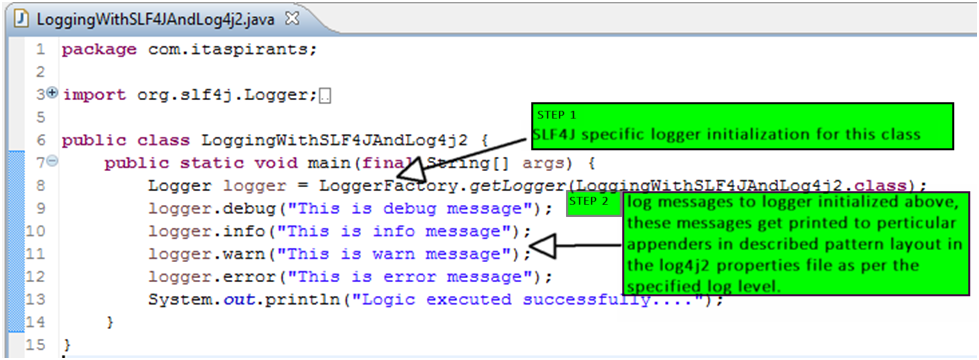 LoggingWithSLF4JAndLog4j2.java
1 package com.itaspirants;
2
3 import org.slf4j.Logger;
5
STEP 1
SLF4J specific logger initialization for this class
6 public class LoggingWithSLF4JAndLog4j2 {
7 public static void main(final String[] args) {
8 Logger logger = LoggerFactory.getLogger(LoggingWithSLF4JAndLog4j2.class);
9 logger.debug("This is debug message");
10 logger.info("This is info message");
11 logger.warn("This is warn message");
12 logger.error("This is error message");
13 System.out.println("Logic executed successfully....");
14 }
15 }
STEP 2
log messages to logger initialized above,
these messages get printed to perticular
appenders in described pattern layout in
the log4j2 properties file as per the
specified log level.